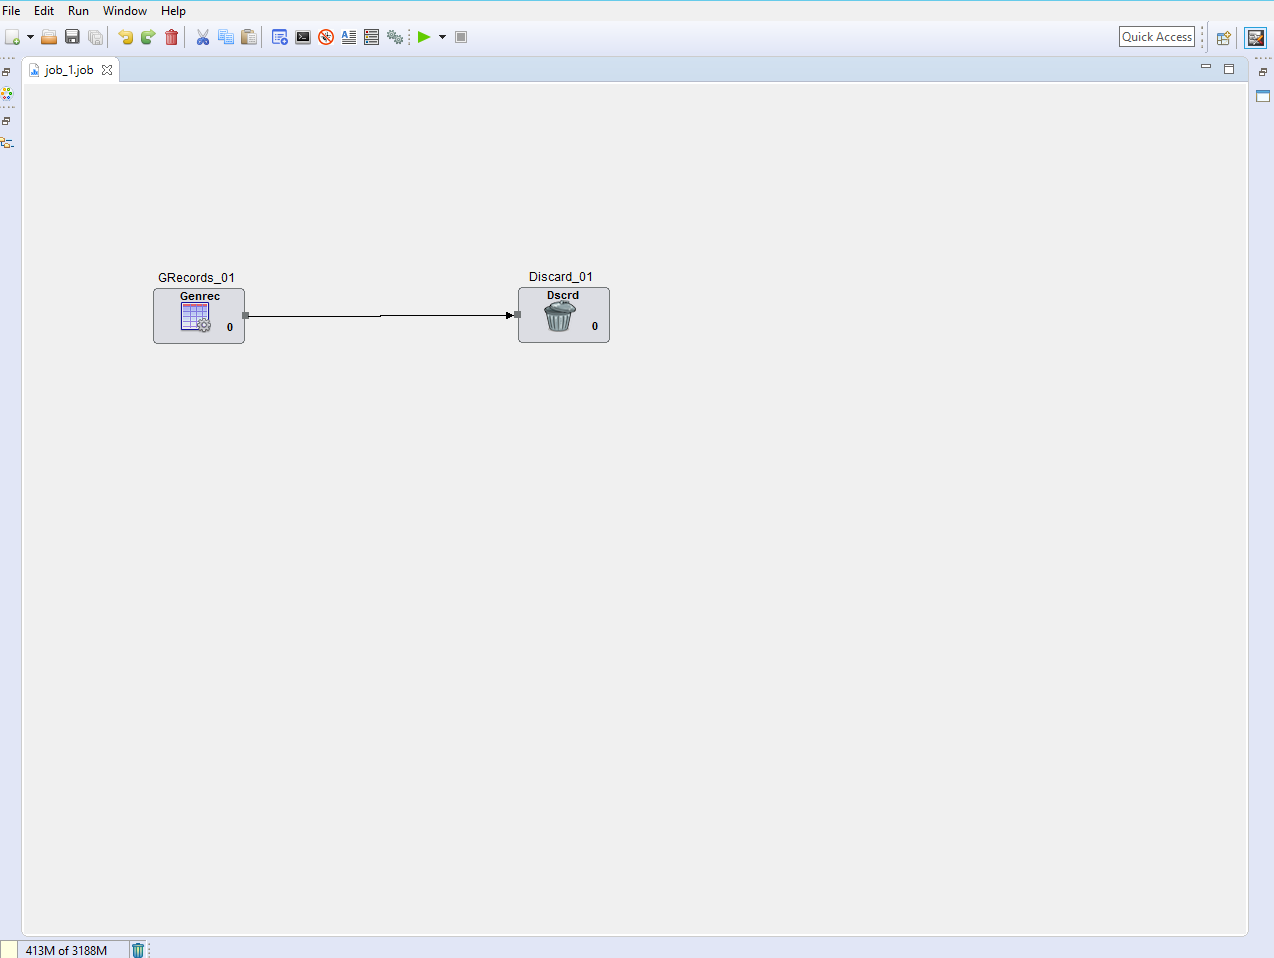 File Edit Run Window Help
Quick Access
job_1.job
GRecords_01
Genrec
0
Discard_01
Dscrd
0
413M of 3188M